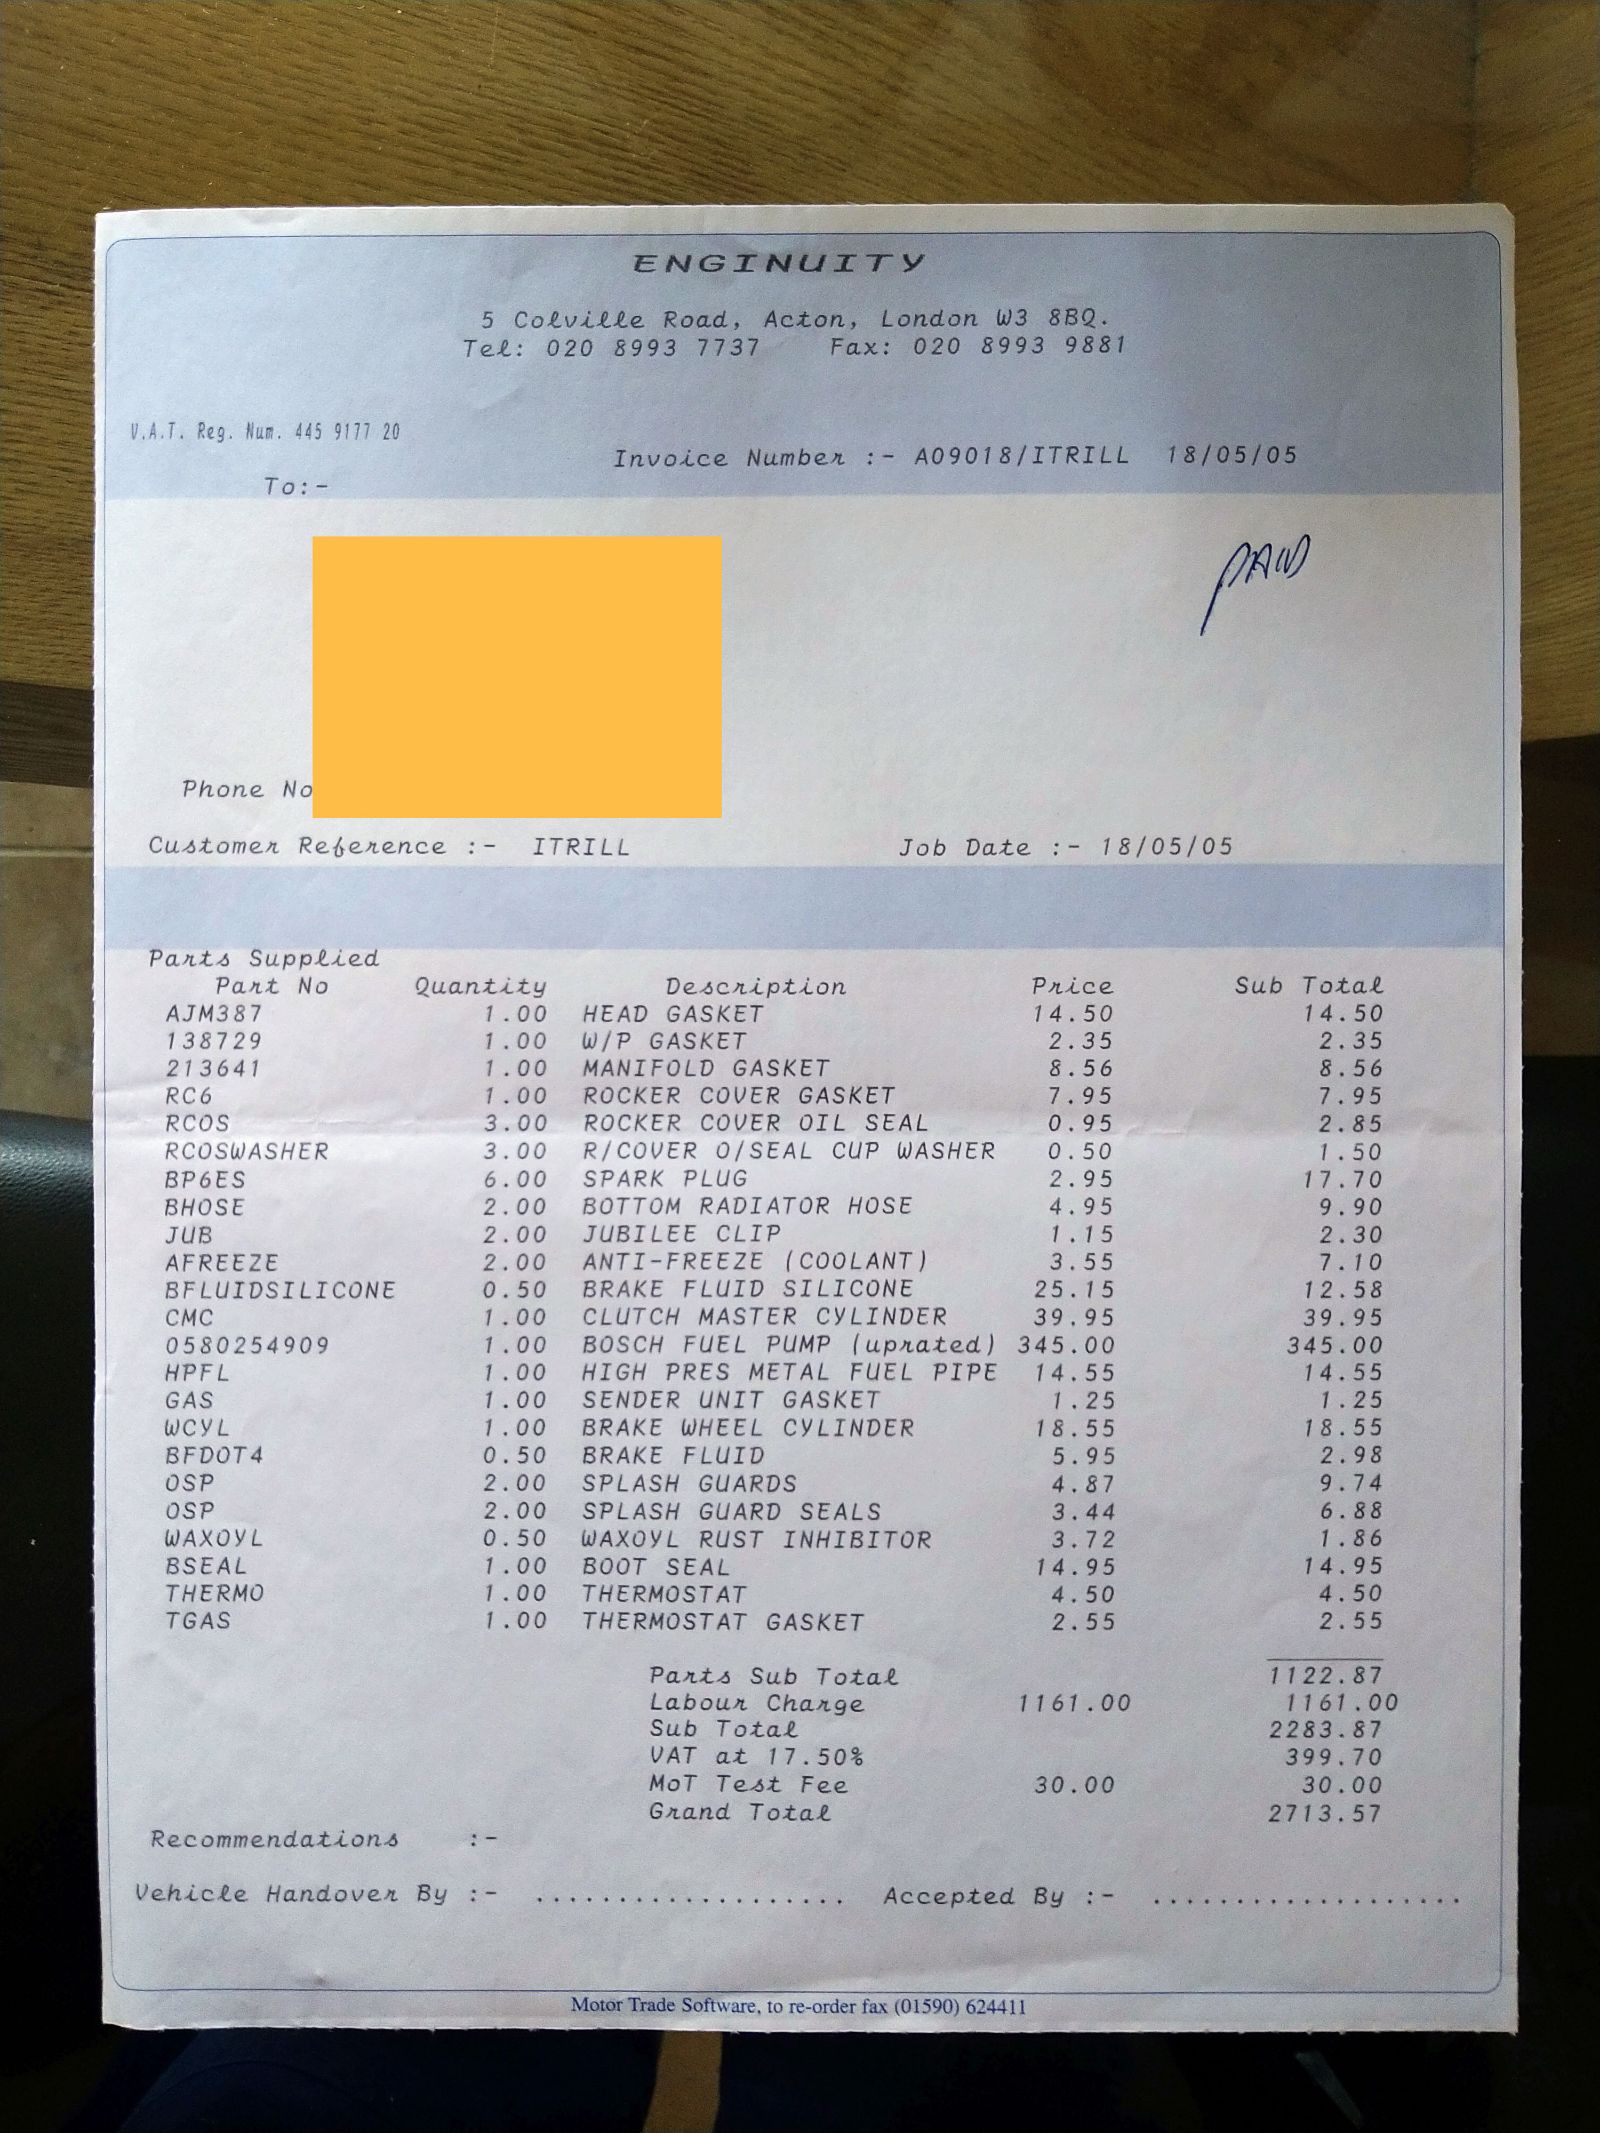 ENGINUITY
5 Colville Road, Acton, London W3 8BQ.
Tel: 020 8993 7737 Fax: 020 8993 9881
V.A.T. Reg. Num. 445 9177 20
Invoice Number :- A09018/ITRILL 18/05/05
To:-
PAID
Phone No
Customer Reference :- ITRILL Job Date :- 18/05/05
Parts Supplied
Part No Quantity Description Price Sub Total
AJM387 1.00 HEAD GASKET 14.50 14.50
138729 1.00 W/P GASKET 2.35 2.35
213641 1.00 MANIFOLD GASKET 8.56 8.56
RC6 1.00 ROCKER COVER GASKET 7.95 7.95
RCOS 3.00 ROCKER COVER OIL SEAL 0.95 2.85
RCOSWASHER 3.00 R/COVER O/SEAL CUP WASHER 0.50 1.50
BP6ES 6.00 SPARK PLUG 2.95 17.70
BHOSE 2.00 BOTTOM RADIATOR HOSE 4.95 9.90
JUB 2.00 JUBILEE CLIP 1.15 2.30
AFREEZE 2.00 ANTI-FREEZE (COOLANT) 3.55 7.10
BFLUIDSILICONE 0.50 BRAKE FLUID SILICONE 25.15 12.58
CMC 1.00 CLUTCH MASTER CYLINDER 39.95 39.95
0580254909 1.00 BOSCH FUEL PUMP (uprated) 345.00 345.00
HPFL 1.00 HIGH PRES METAL FUEL PIPE 14.55 14.55
GAS 1.00 SENDER UNIT GASKET 1.25 1.25
WCYL 1.00 BRAKE WHEEL CYLINDER 18.55 18.55
BFDOT4 0.50 BRAKE FLUID 5.95 2.98
OSP 2.00 SPLASH GUARDS 4.87 9.74
OSP 2.00 SPLASH GUARD SEALS 3.44 6.88
WAXOYL 0.50 WAXOYL RUST INHIBITOR 3.72 1.86
BSEAL 1.00 BOOT SEAL 14.95 14.95
THERMO 1.00 THERMOSTAT 4.50 4.50
TGAS 1.00 THERMOSTAT GASKET 2.55 2.55
Parts Sub Total 1122.87
Labour Charge 1161.00 1161.00
Sub Total 2283.87
VAT at 17.50% 399.70
MoT Test Fee 30.00 30.00
Grand Total 2713.57
Recommendations :-
Vehicle Handover By :- ................... Accepted By :- ...................
Motor Trade Software, to re-order fax (01590) 624411